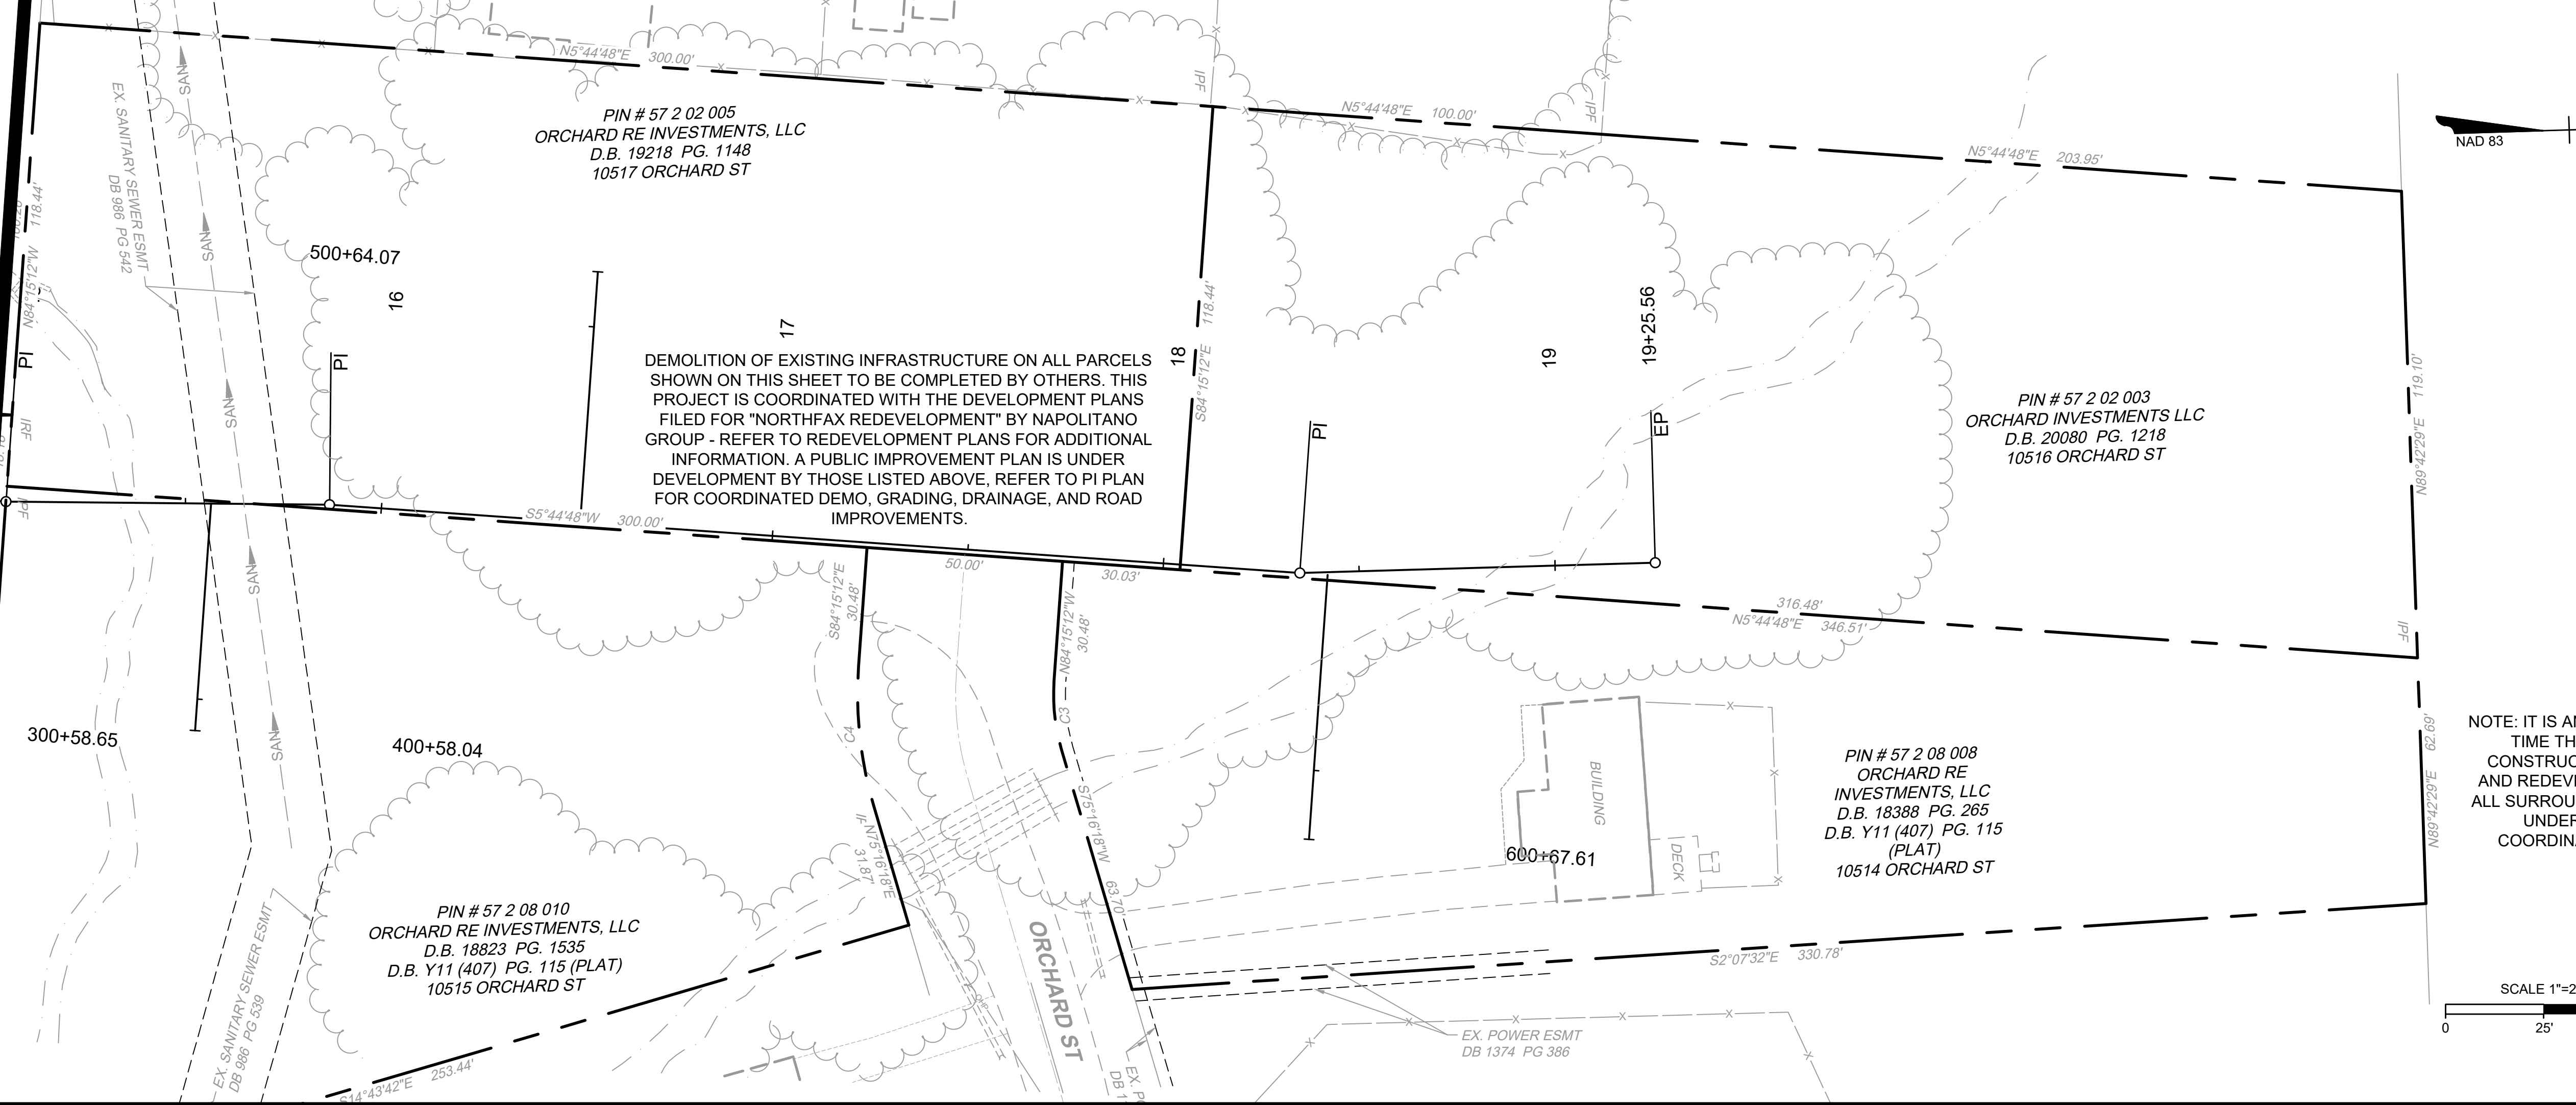 N5°44'48"E 300.00'
N5°44'48"E 100.00'
N5°44'48"E 203.95'
IPF
IPF
NAD 83
PIN # 57 2 02 005
ORCHARD RE INVESTMENTS, LLC
D.B. 19218 PG. 1148
10517 ORCHARD ST
EX. SANITARY SEWER ESMT
DB 986 PG 542
SAN
SAN
SAN
SAN
SAN
N84°15'12"W 118.44'
PI
IRF
IPF
500+64.07
16
17
18
19
19+25.56
PI
PI
EP
S84°15'12"E 118.44'
DEMOLITION OF EXISTING INFRASTRUCTURE ON ALL PARCELS
SHOWN ON THIS SHEET TO BE COMPLETED BY OTHERS. THIS
PROJECT IS COORDINATED WITH THE DEVELOPMENT PLANS
FILED FOR "NORTHFAX REDEVELOPMENT" BY NAPOLITANO
GROUP - REFER TO REDEVELOPMENT PLANS FOR ADDITIONAL
INFORMATION. A PUBLIC IMPROVEMENT PLAN IS UNDER
DEVELOPMENT BY THOSE LISTED ABOVE, REFER TO PI PLAN
FOR COORDINATED DEMO, GRADING, DRAINAGE, AND ROAD
IMPROVEMENTS.
PIN # 57 2 02 003
ORCHARD INVESTMENTS LLC
D.B. 20080 PG. 1218
10516 ORCHARD ST
N89°42'29"E 119.10'
S5°44'48"W 300.00'
50.00'
30.03'
S84°15'12"E
30.48'
N84°15'12"W
30.48'
C3
C4
316.48'
N5°44'48"E 346.51'
IPF
N89°42'29"E 62.69'
300+58.65
400+58.04
600+67.61
S75°16'18"W 63.70'
IF
N75°16'18"E
31.87'
BUILDING
DECK
PIN # 57 2 08 008
ORCHARD RE
INVESTMENTS, LLC
D.B. 18388 PG. 265
D.B. Y11 (407) PG. 115
(PLAT)
10514 ORCHARD ST
NOTE: IT IS
TIME
AND
ALL
PIN # 57 2 08 010
ORCHARD RE INVESTMENTS, LLC
D.B. 18823 PG. 1535
D.B. Y11 (407) PG. 115 (PLAT)
10515 ORCHARD ST
ORCHARD ST
S2°07'32"E 330.78'
EX. POWER ESMT
DB 1374 PG 386
EX. SANITARY SEWER ESMT
DB 986 PG 539
S14°43'42"E 253.44'
SCALE 1"=2
0 25'